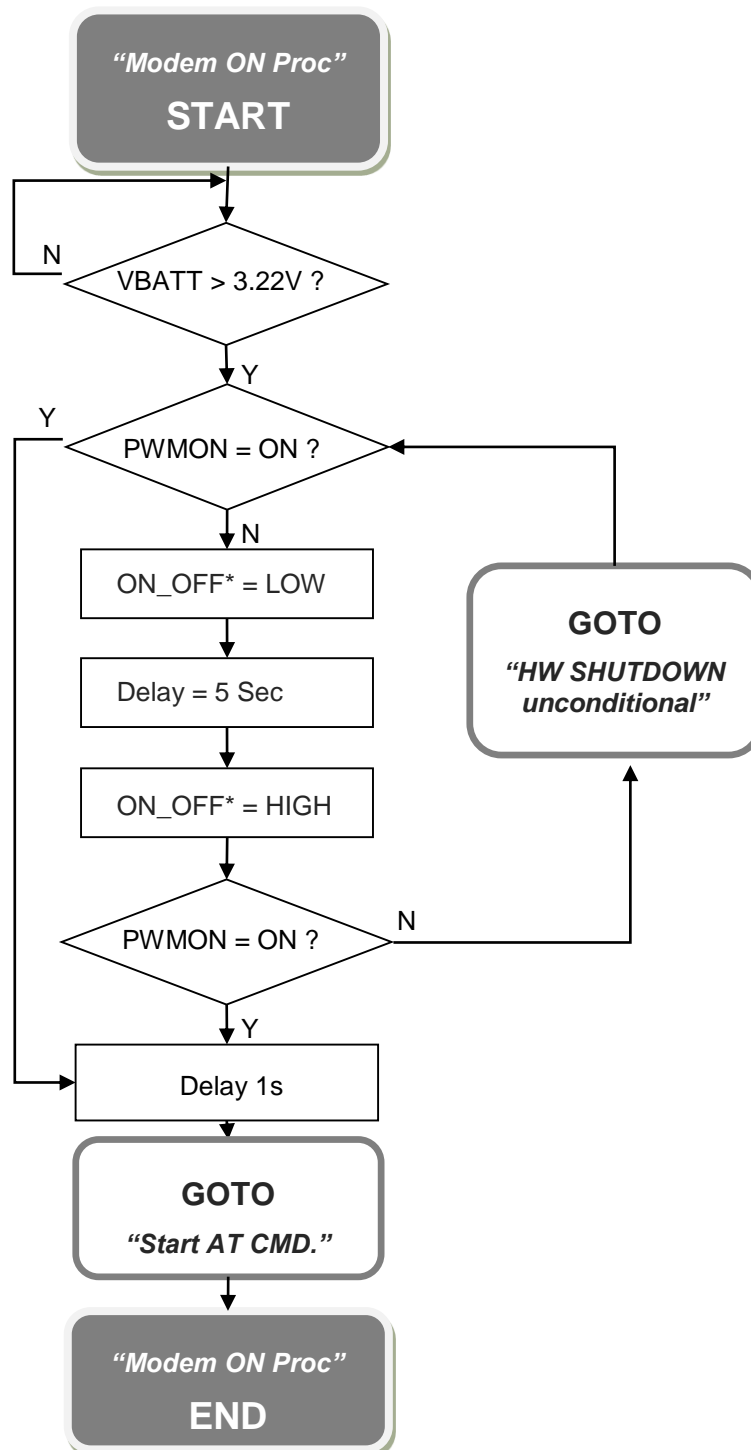 “Modem ON Proc”
START
N
VBATT > 3.22V ?
Y
Y
PWMON = ON ?
N
ON_OFF* = LOW
GOTO
“HW SHUTDOWN
unconditional”
Delay = 5 Sec
ON_OFF* = HIGH
PWMON = ON ?
N
Y
Delay 1s
GOTO
“Start AT CMD.”
“Modem ON Proc”
END